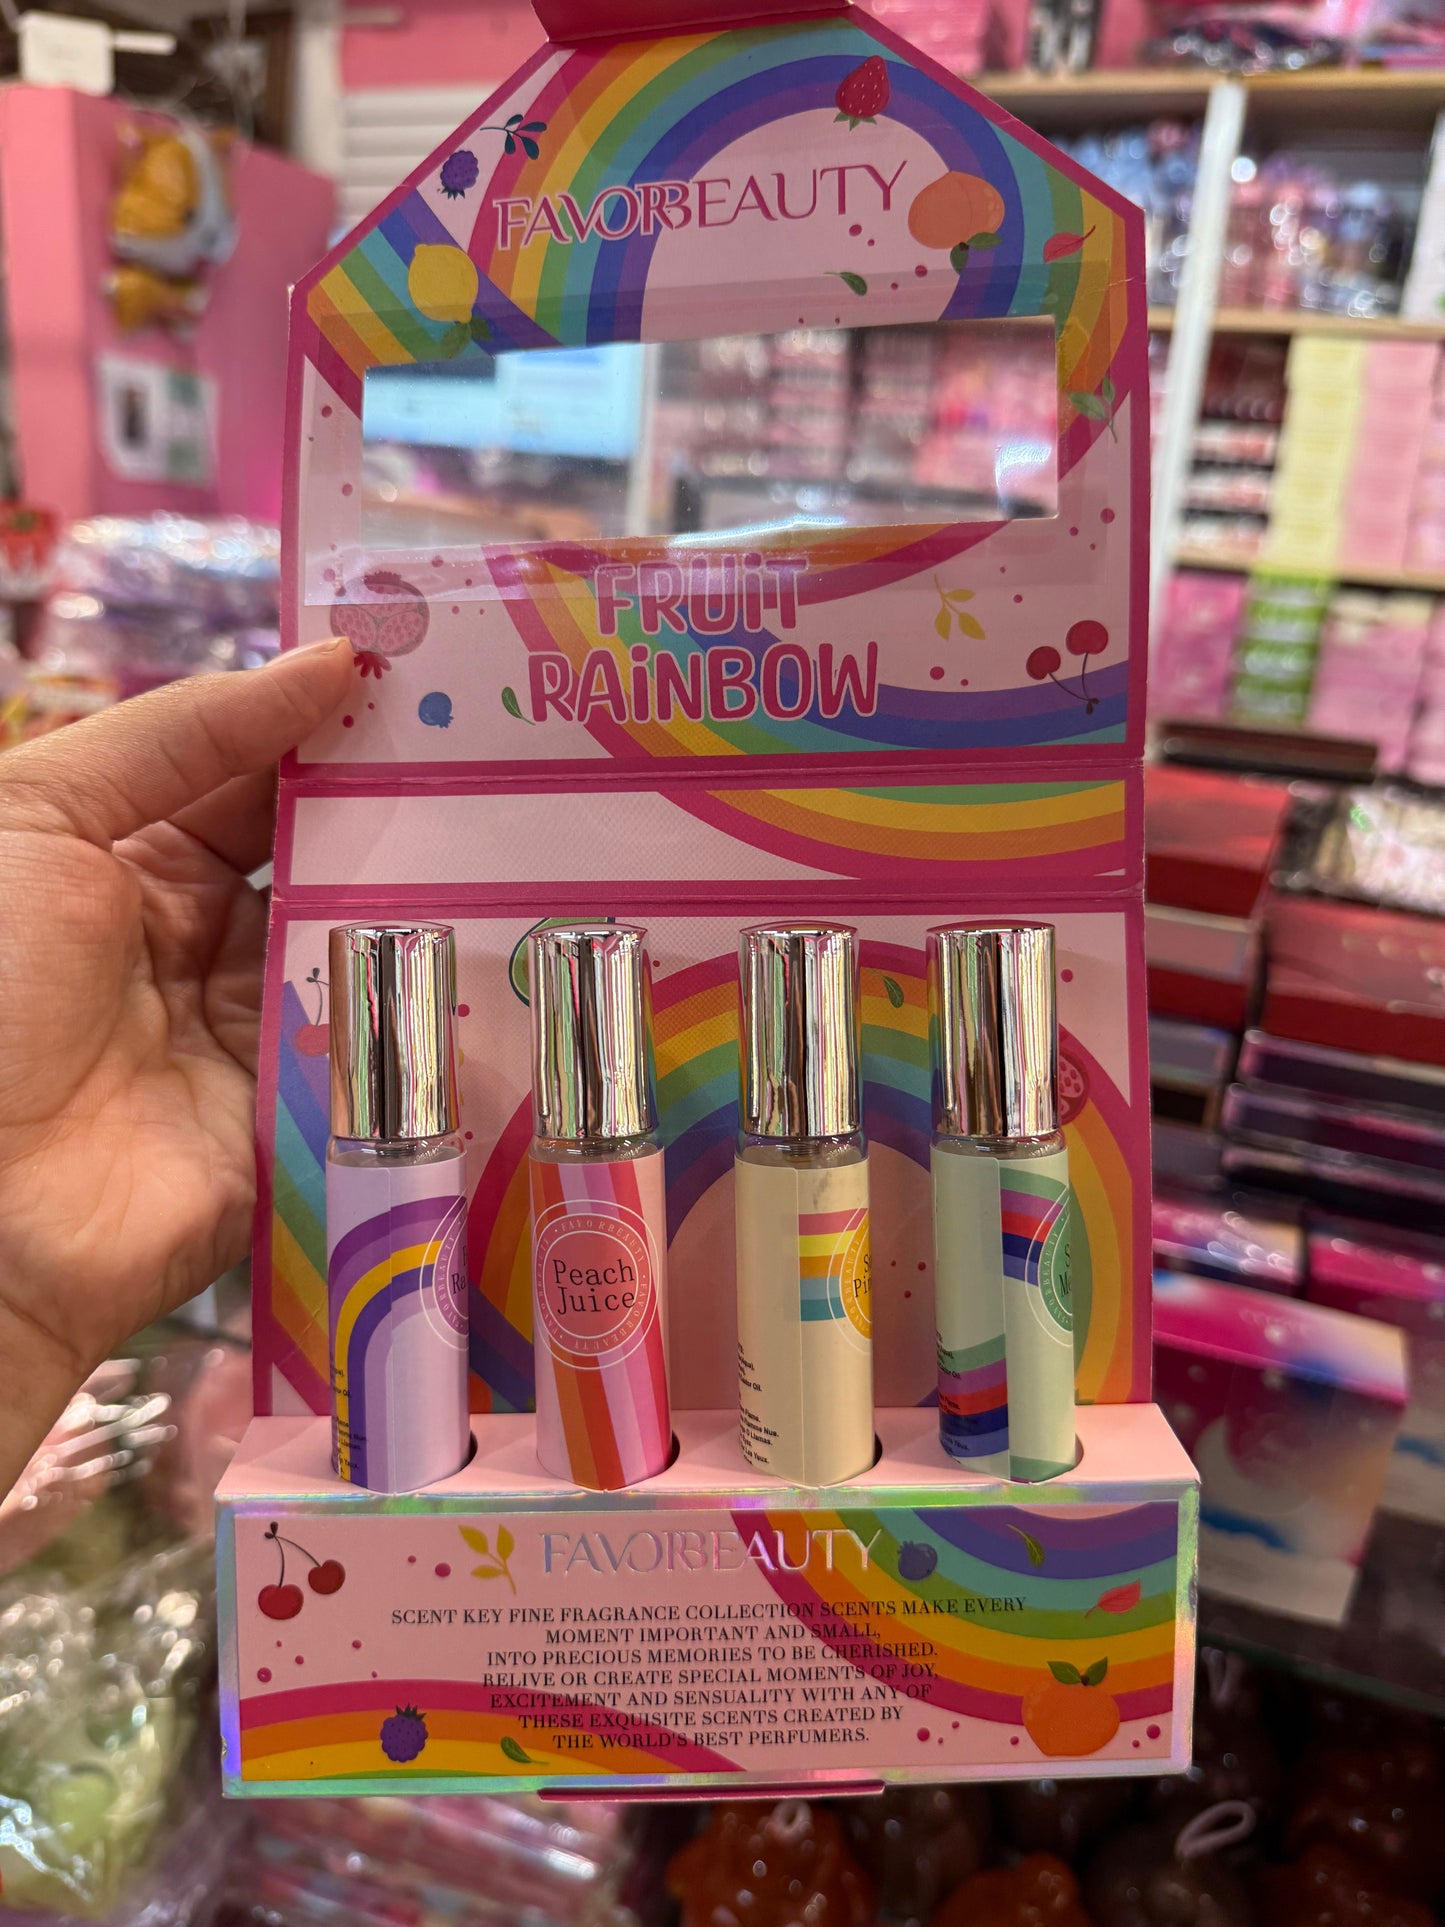 FAVORBEAUTY
FRUiT
RAiNBOW
Peach
Juice
FAVORBEAUTY
SCENT KEY FINE FRAGRANCE COLLECTION SCENTS MAKE EVERY
MOMENT IMPORTANT AND SMALL,
INTO PRECIOUS MEMORIES TO BE CHERISHED.
RELIVE OR CREATE SPECIAL MOMENTS OF JOY,
EXCITEMENT AND SENSUALITY WITH ANY OF
THESE EXQUISITE SCENTS CREATED BY
THE WORLD'S BEST PERFUMERS.